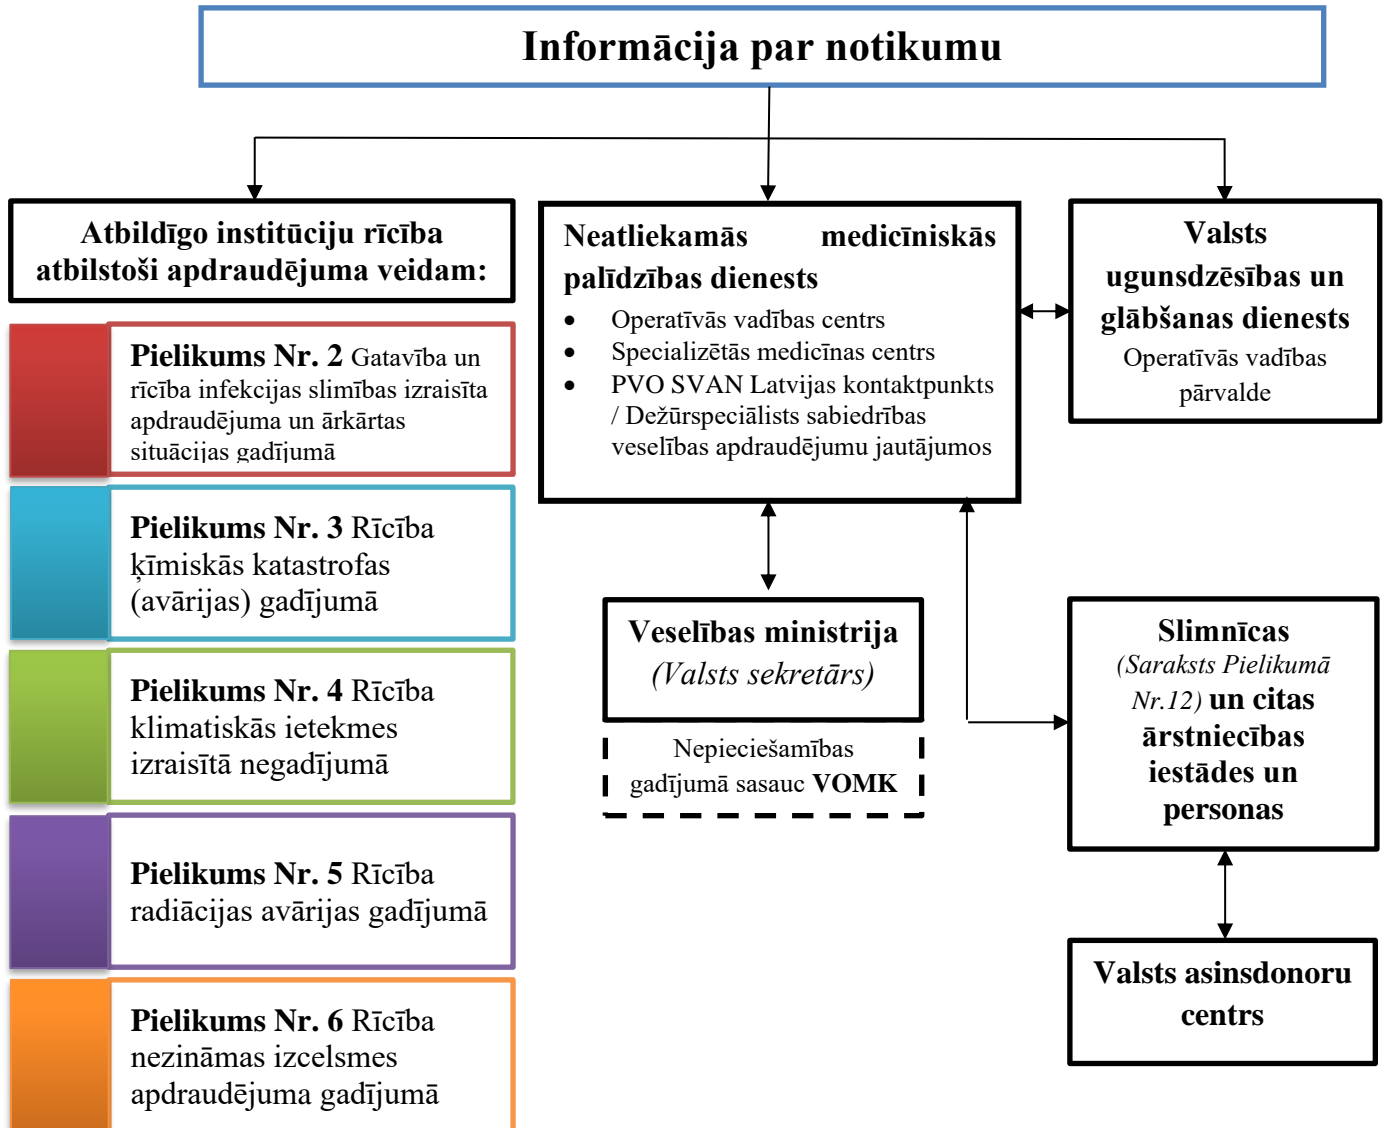 Informācija par notikumu
Atbildīgo institūciju rīcība
atbilstoši apdraudējuma veidam:
Pielikums Nr. 2 Gatavība un
rīcība infekcijas slimības izraisīta
apdraudējuma un ārkārtas
situācijas gadījumā
Pielikums Nr. 3 Rīcība
ķīmiskās katastrofas
(avārijas) gadījumā
Pielikums Nr. 4 Rīcība
klimatiskās ietekmes
izraisītā negadījumā
Pielikums Nr. 5 Rīcība
radiācijas avārijas gadījumā
Pielikums Nr. 6 Rīcība
nezināmas izcelsmes
apdraudējuma gadījumā
Neatliekamās medicīniskās
palīdzības dienests
• Operatīvās vadības centrs
• Specializētās medicīnas centrs
• PVO SVAN Latvijas kontaktpunkts
/ Dežūrspeciālists sabiedrības
veselības apdraudējumu jautājumos
Veselības ministrija
(Valsts sekretārs)
Nepieciešamības
gadījumā sasauc VOMK
Valsts
ugunsdzēsības un
glābšanas dienests
Operatīvās vadības
pārvalde
Slimnīcas
(Saraksts Pielikumā
Nr.12) un citas
ārstniecības
iestādes un
personas
Valsts asinsdonoru
centrs